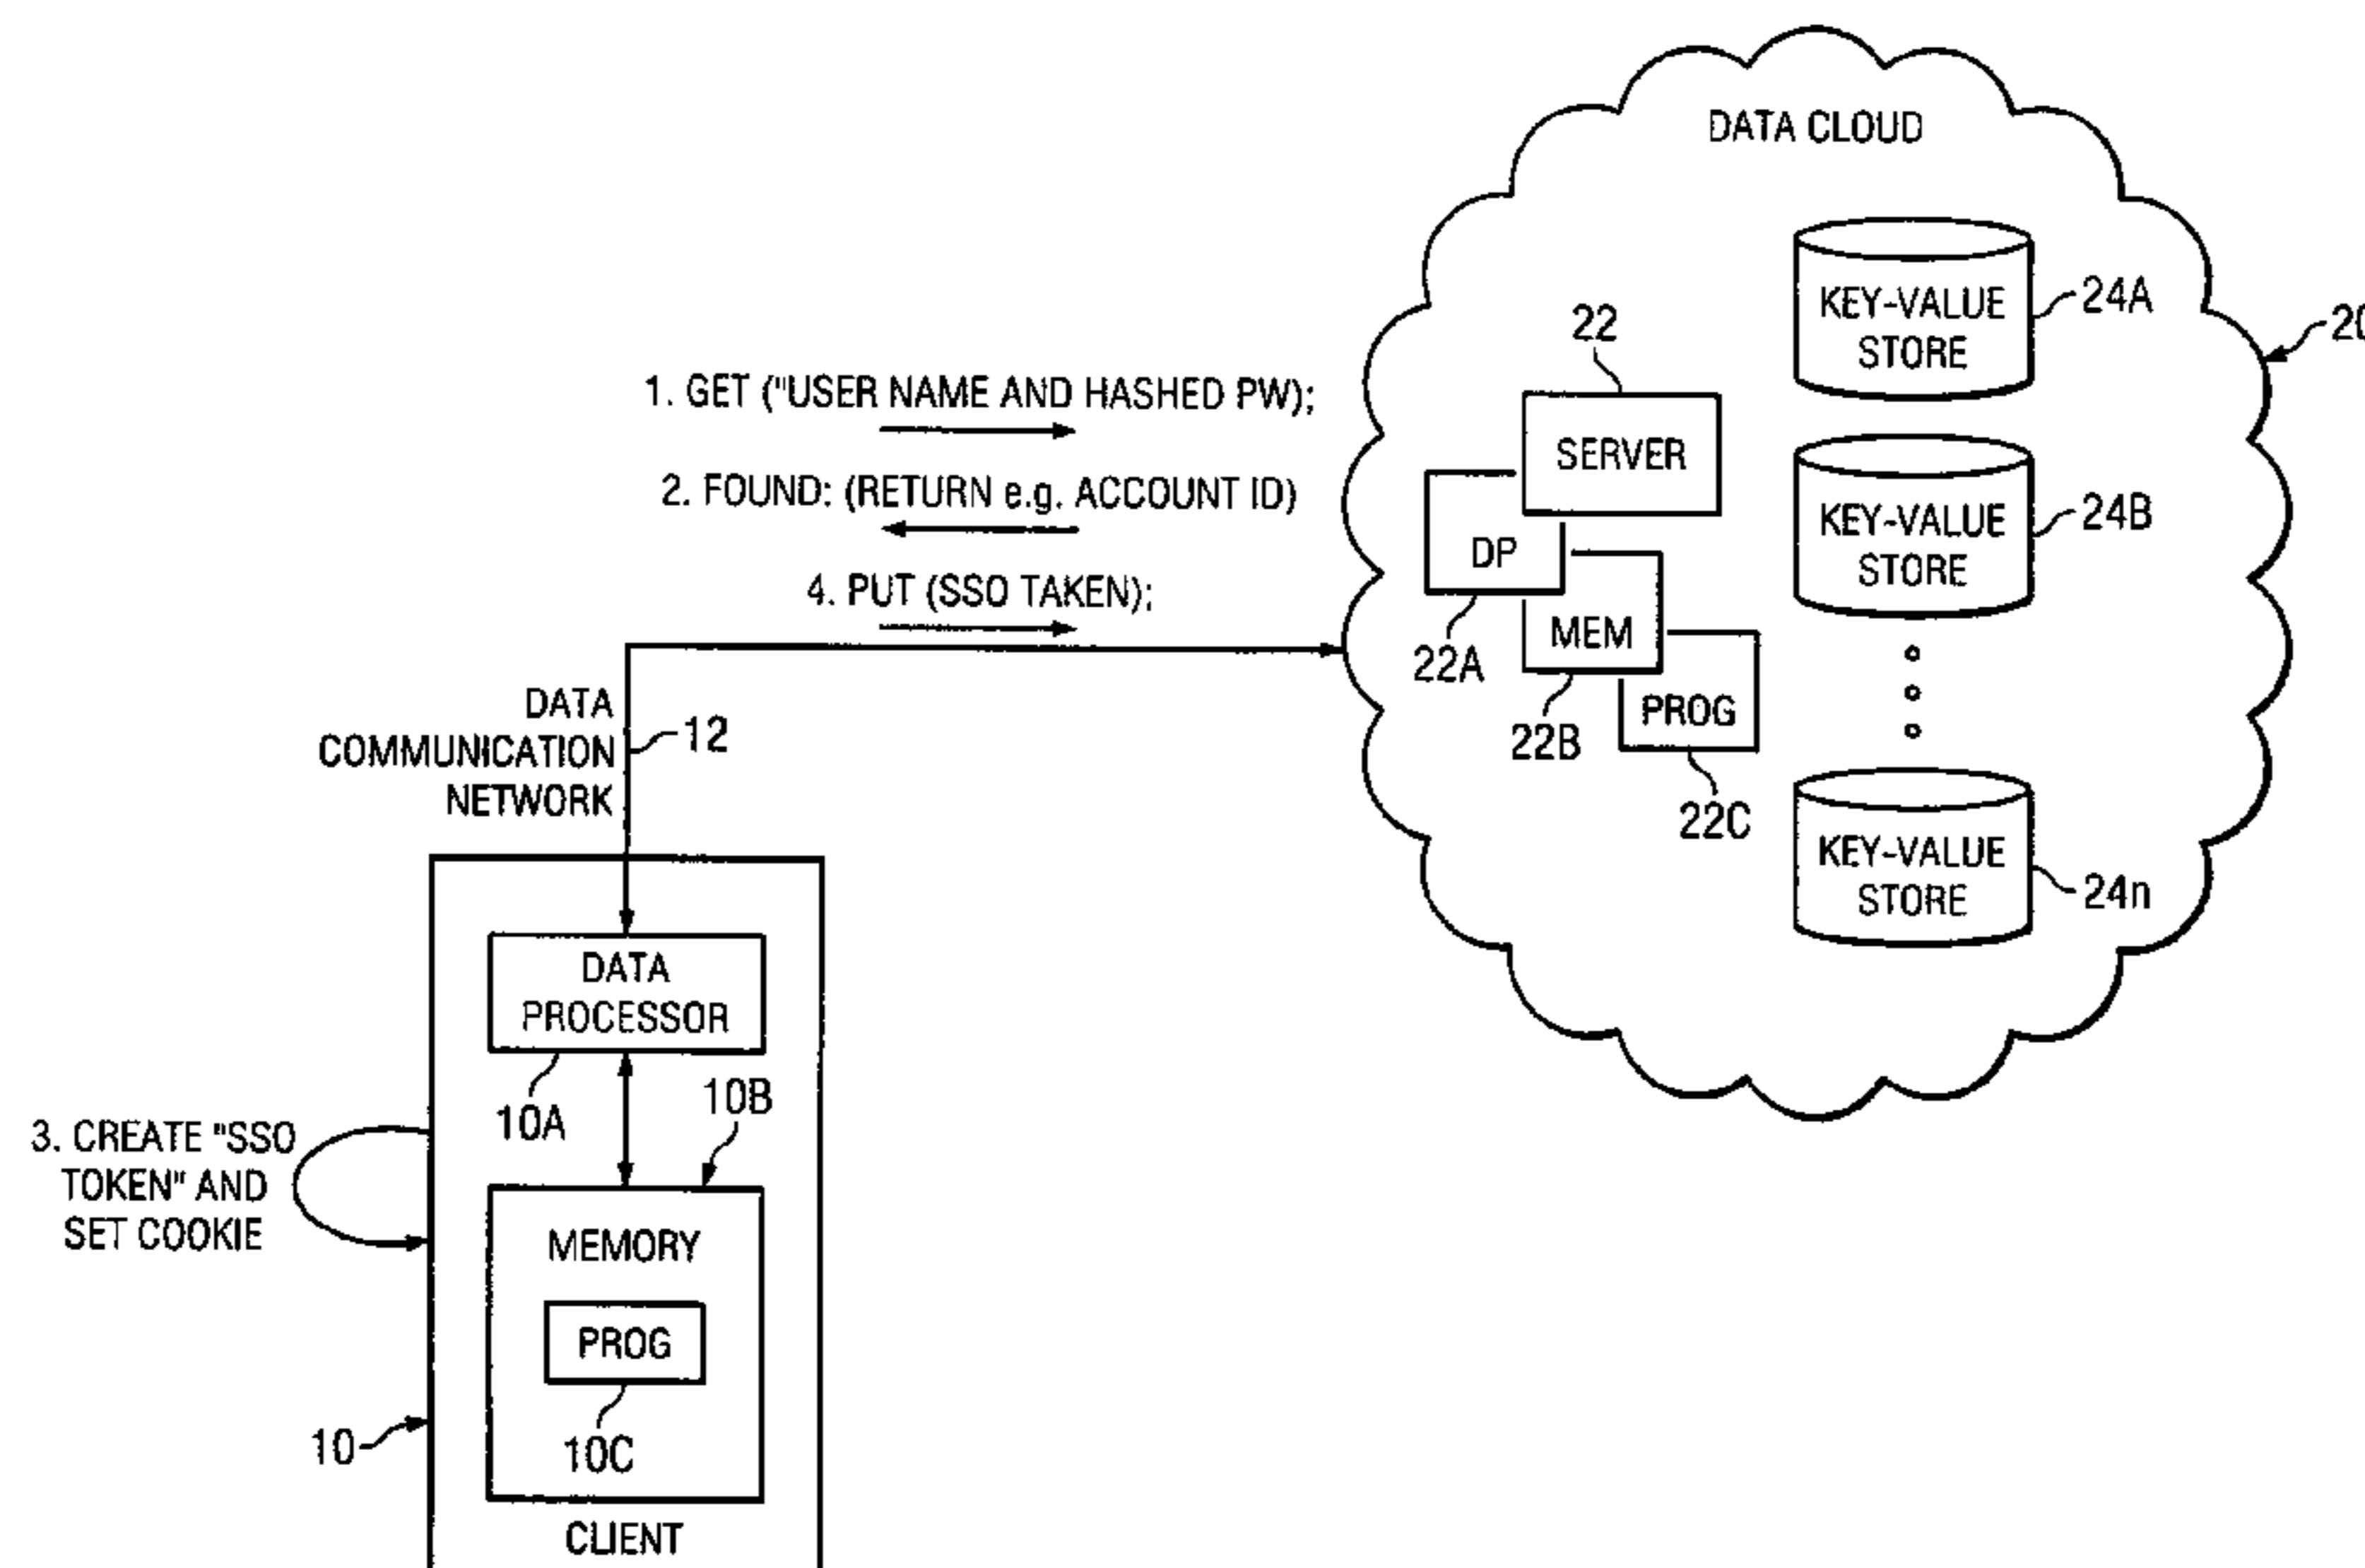 DATA CLOUD
KEY-VALUE
STORE
24A
20
22
SERVER
1. GET ("USER NAME AND HASHED PW);
2. FOUND: (RETURN e.g. ACCOUNT ID)
4. PUT (SSO TAKEN);
KEY-VALUE
STORE
24B
DP
MEM
22A
PROG
22B
22C
DATA
COMMUNICATION
NETWORK
12
KEY-VALUE
STORE
24n
DATA
PROCESSOR
10A
10B
3. CREATE "SSO
TOKEN" AND
SET COOKIE
MEMORY
PROG
10
10C
CLIENT